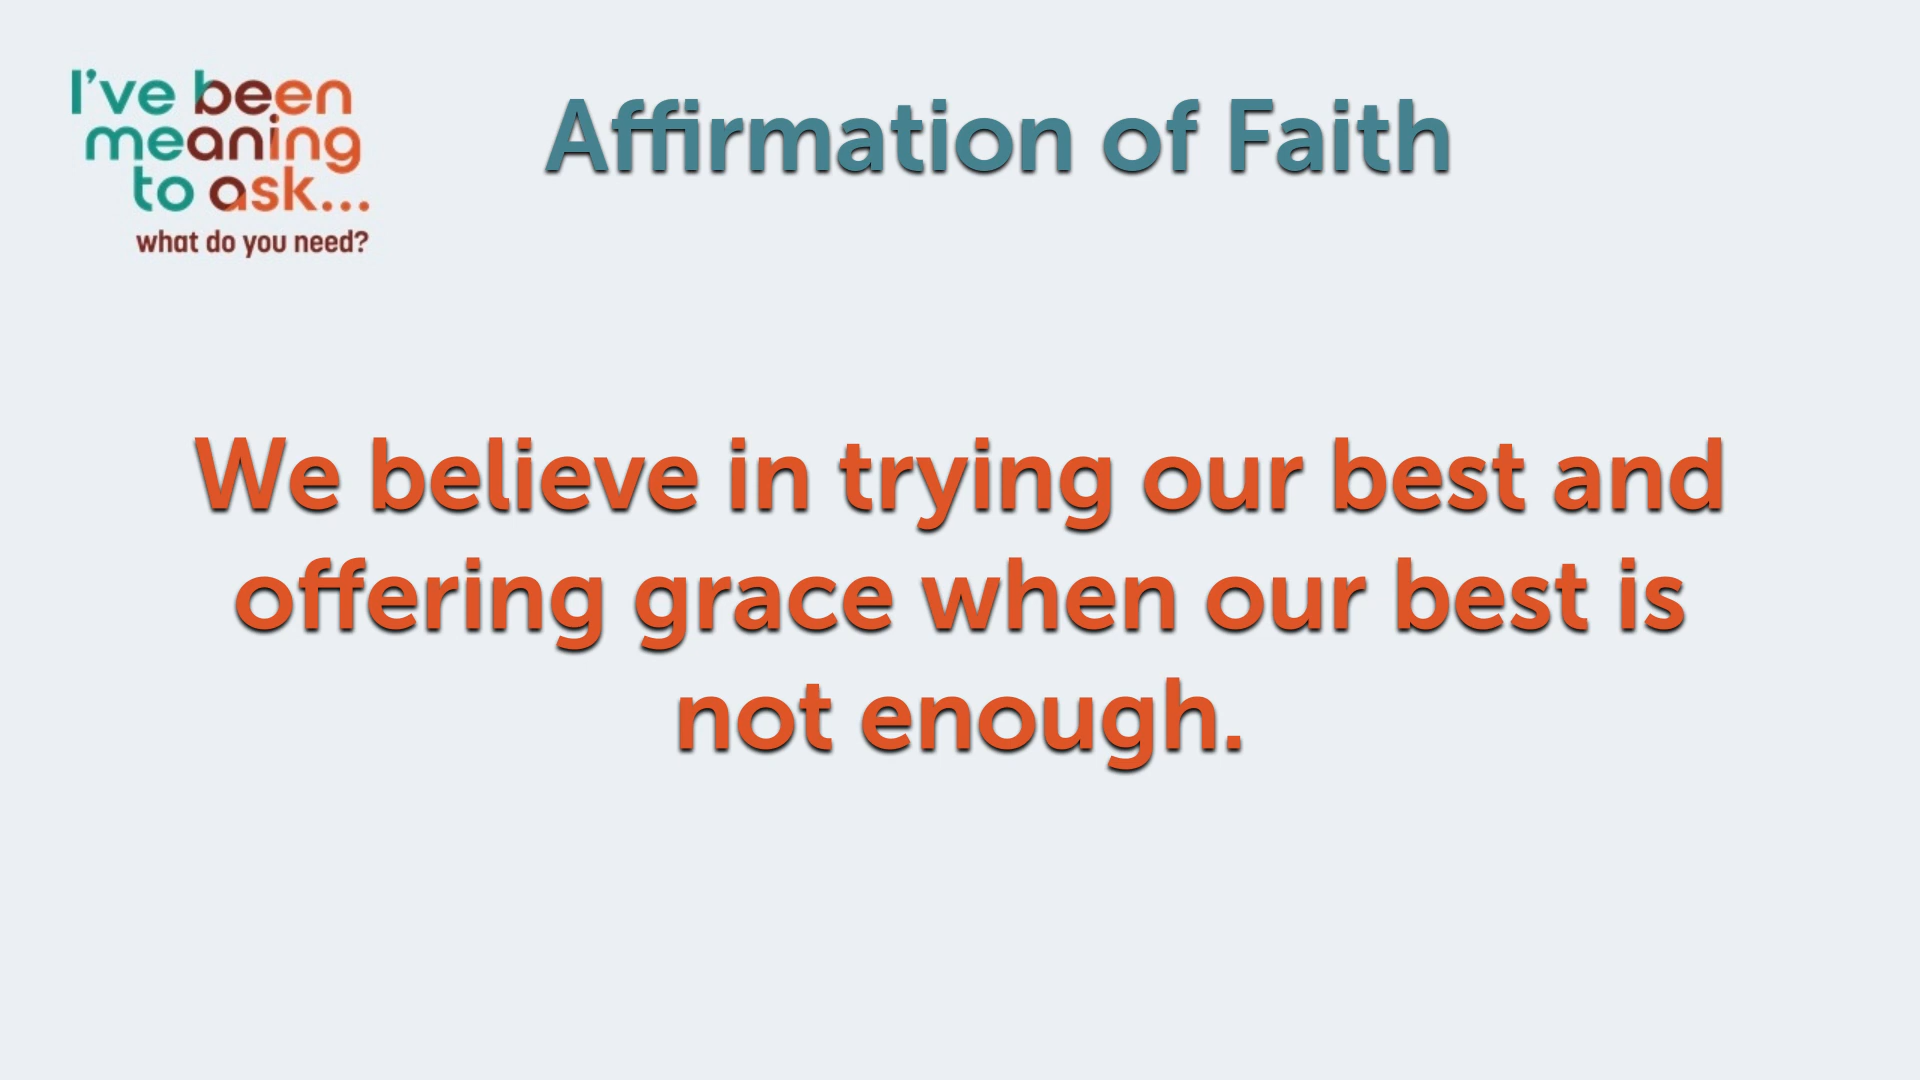 I've been
meaning
to ask...
what do you need?
Affirmation of Faith
We believe in trying our best and
offering grace when our best is
not enough.